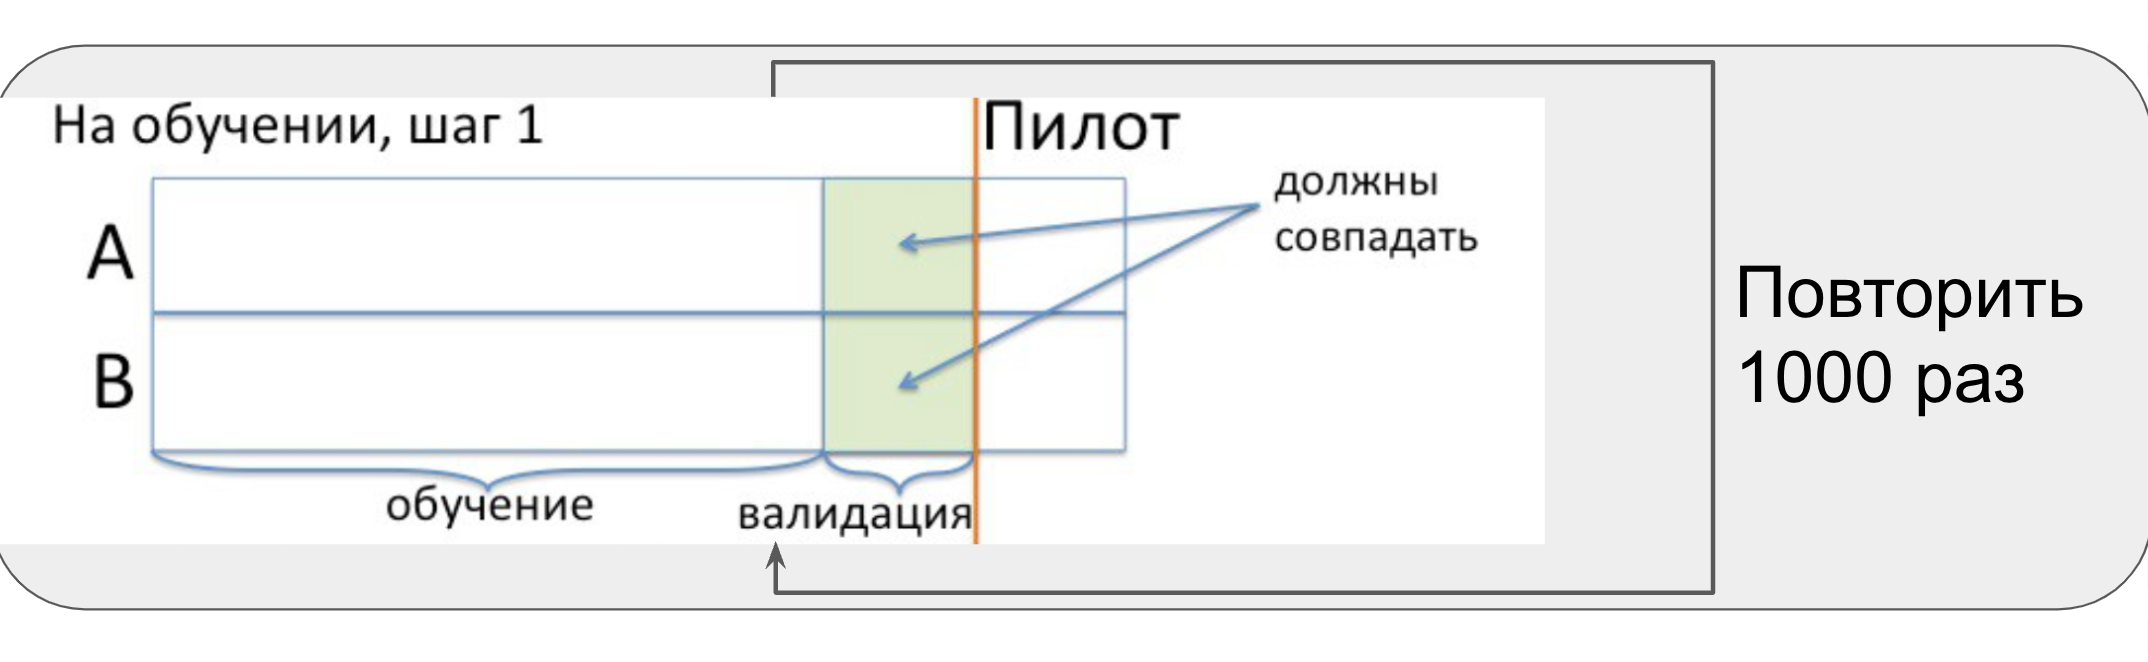 На обучении, шаг 1
Пилот
должны
совпадать
A
B
Повторить
1000 раз
обучение
валидация